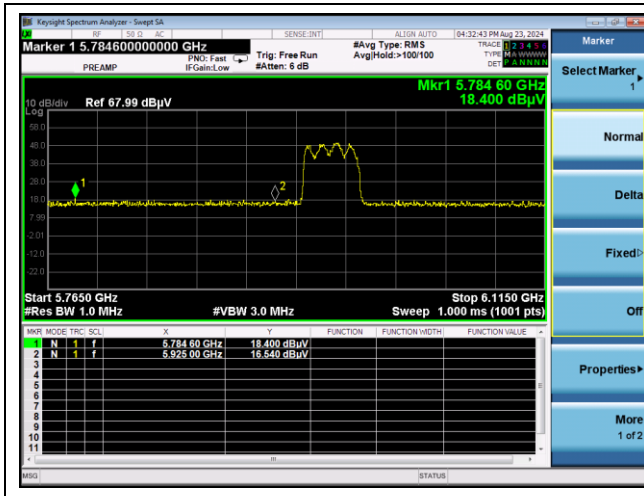 Keysight Spectrum Analyzer - Swept SA
RF 50 Ω AC SENSE:INT ALIGN AUTO 04:32:43 PM Aug 23, 2024
Marker 1 5.784600000000 GHz
PREAMP
PNO: Fast
IFGain:Low
Trig: Free Run
#Atten: 6 dB
#Avg Type: RMS
Avg|Hold:>100/100
TRACE 1 2 3 4 5 6
TYPE M A W W W W
DET P A N N N N
Mkr1 5.784 60 GHz
18.400 dBµV
10 dB/div Ref 67.99 dBµV
Log
58.0
48.0
38.0
28.0
18.0
7.99
-2.01
-12.0
-22.0
1
2
Start 5.7650 GHz Stop 6.1150 GHz
#Res BW 1.0 MHz #VBW 3.0 MHz Sweep 1.000 ms (1001 pts)
MKR MODE TRC SCL X Y FUNCTION FUNCTION WIDTH FUNCTION VALUE
1 N 1 f 5.784 60 GHz 18.400 dBµV
2 N 1 f 5.925 00 GHz 16.540 dBµV
3
4
5
6
7
8
9
10
11
MSG STATUS
Marker
Select Marker
1
Normal
Delta
Fixed
Off
Properties
More
1 of 2